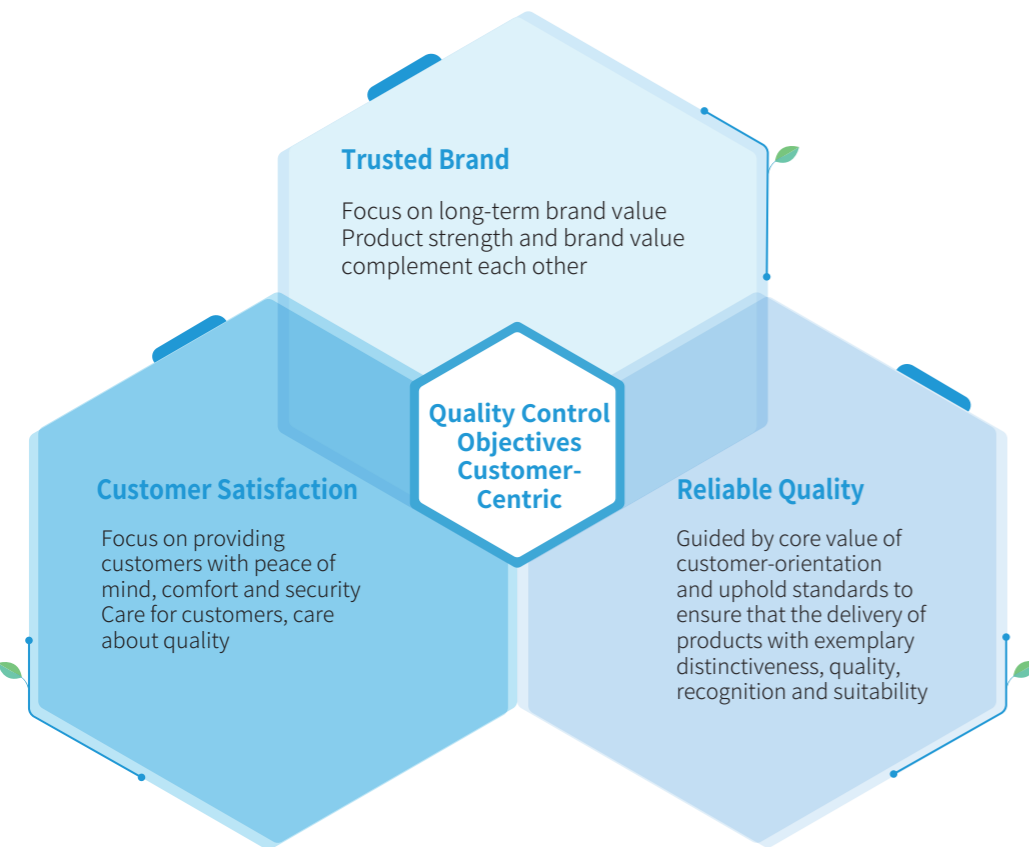 Trusted Brand
Focus on long-term brand value
Product strength and brand value
complement each other
Quality Control
Objectives
Customer-
Centric
Customer Satisfaction
Focus on providing
customers with peace of
mind, comfort and security
Care for customers, care
about quality
Reliable Quality
Guided by core value of
customer-orientation
and uphold standards to
ensure that the delivery of
products with exemplary
distinctiveness, quality,
recognition and suitability